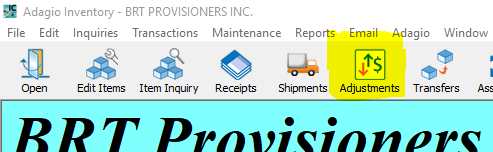 Adagio Inventory - BRT PROVISIONERS INC.
File Edit Inquiries Transactions Maintenance Reports Email Adagio Window
Open Edit Items Item Inquiry Receipts Shipments Adjustments Transfers
BRT Provisioners